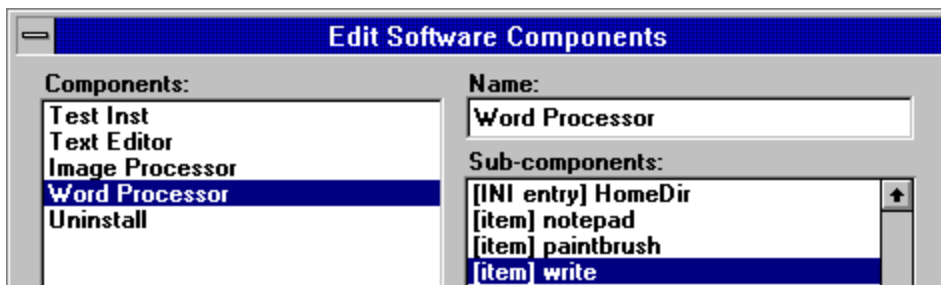 Edit Software Components
Components:
Test Inst
Text Editor
Image Processor
Word Processor
Uninstall
Name:
Word Processor
Sub-components:
[INI entry] HomeDir
[item] notepad
[item] paintbrush
[item] write